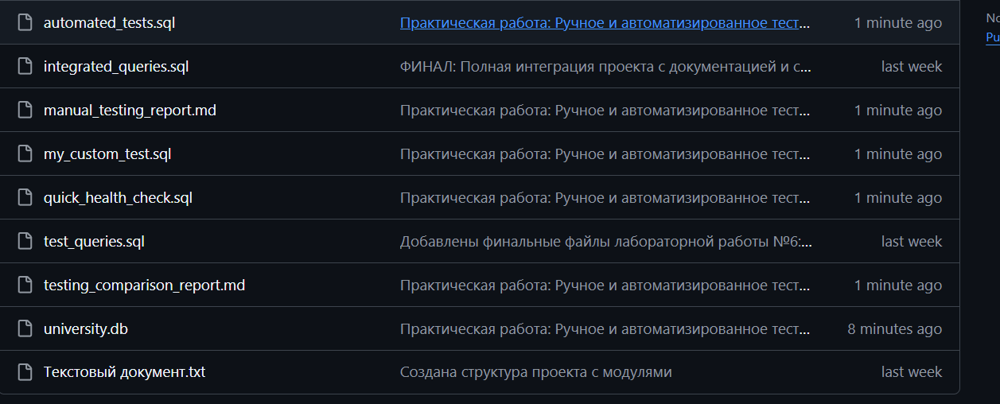 automated_tests.sql Практическая работа: Ручное и автоматизированное тест... 1 minute ago No
Pu
integrated_queries.sql ФИНАЛ: Полная интеграция проекта с документацией и с... last week
manual_testing_report.md Практическая работа: Ручное и автоматизированное тест... 1 minute ago
my_custom_test.sql Практическая работа: Ручное и автоматизированное тест... 1 minute ago
quick_health_check.sql Практическая работа: Ручное и автоматизированное тест... 1 minute ago
test_queries.sql Добавлены финальные файлы лабораторной работы №6:... last week
testing_comparison_report.md Практическая работа: Ручное и автоматизированное тест... 1 minute ago
university.db Практическая работа: Ручное и автоматизированное тест... 8 minutes ago
Текстовый документ.txt Создана структура проекта с модулями last week